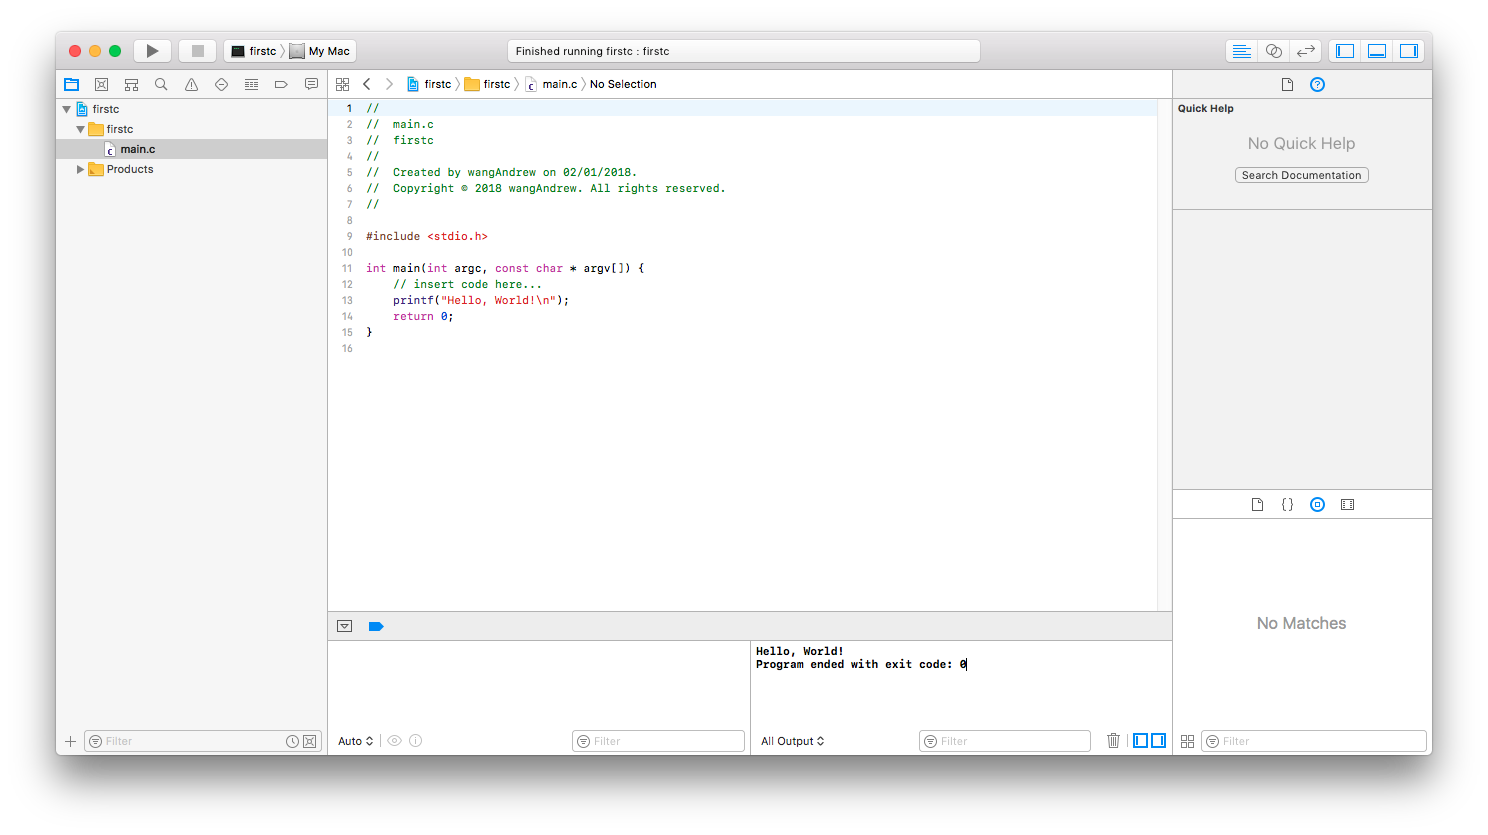 firstc My Mac
Finished running firstc : firstc
firstc firstc main.c No Selection
firstc
firstc
main.c
Products
1 //
2 //  main.c
3 //  firstc
4 //
5 //  Created by wangAndrew on 02/01/2018.
6 //  Copyright © 2018 wangAndrew. All rights reserved.
7 //
8
9 #include <stdio.h>
10
11 int main(int argc, const char * argv[]) {
12     // insert code here...
13     printf("Hello, World!\n");
14     return 0;
15 }
16
Quick Help
No Quick Help
Search Documentation
No Matches
Hello, World!
Program ended with exit code: 0
Filter
Auto
Filter
All Output
Filter
Filter